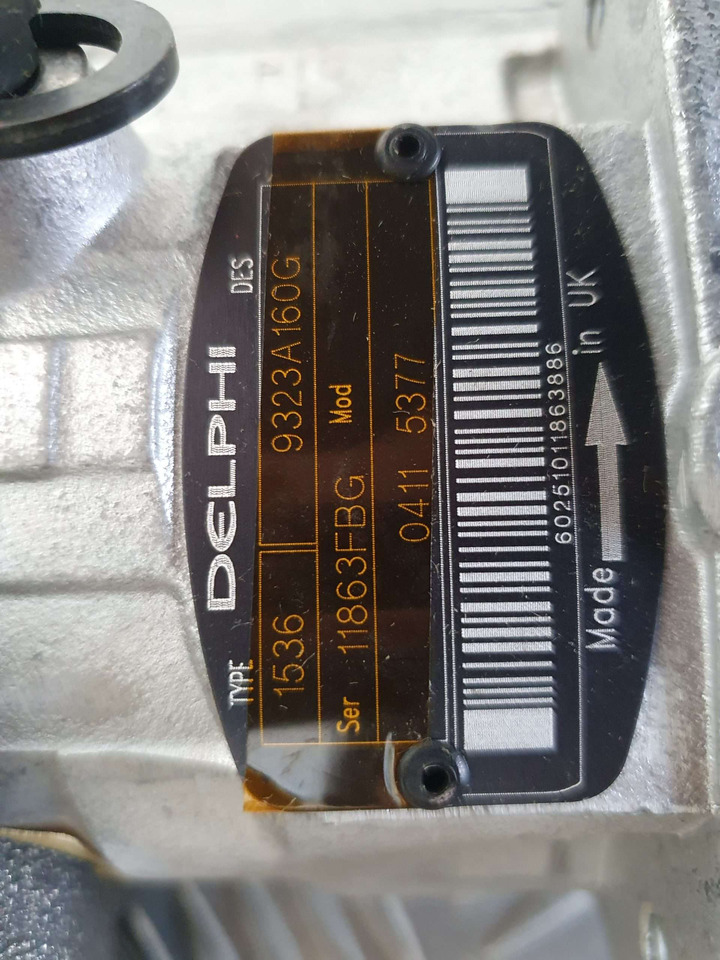 DELPHI
TYPE DES
1536 9323A160G
Ser 11863FBG Mod
0411 5377
60251011863886
Made in UK